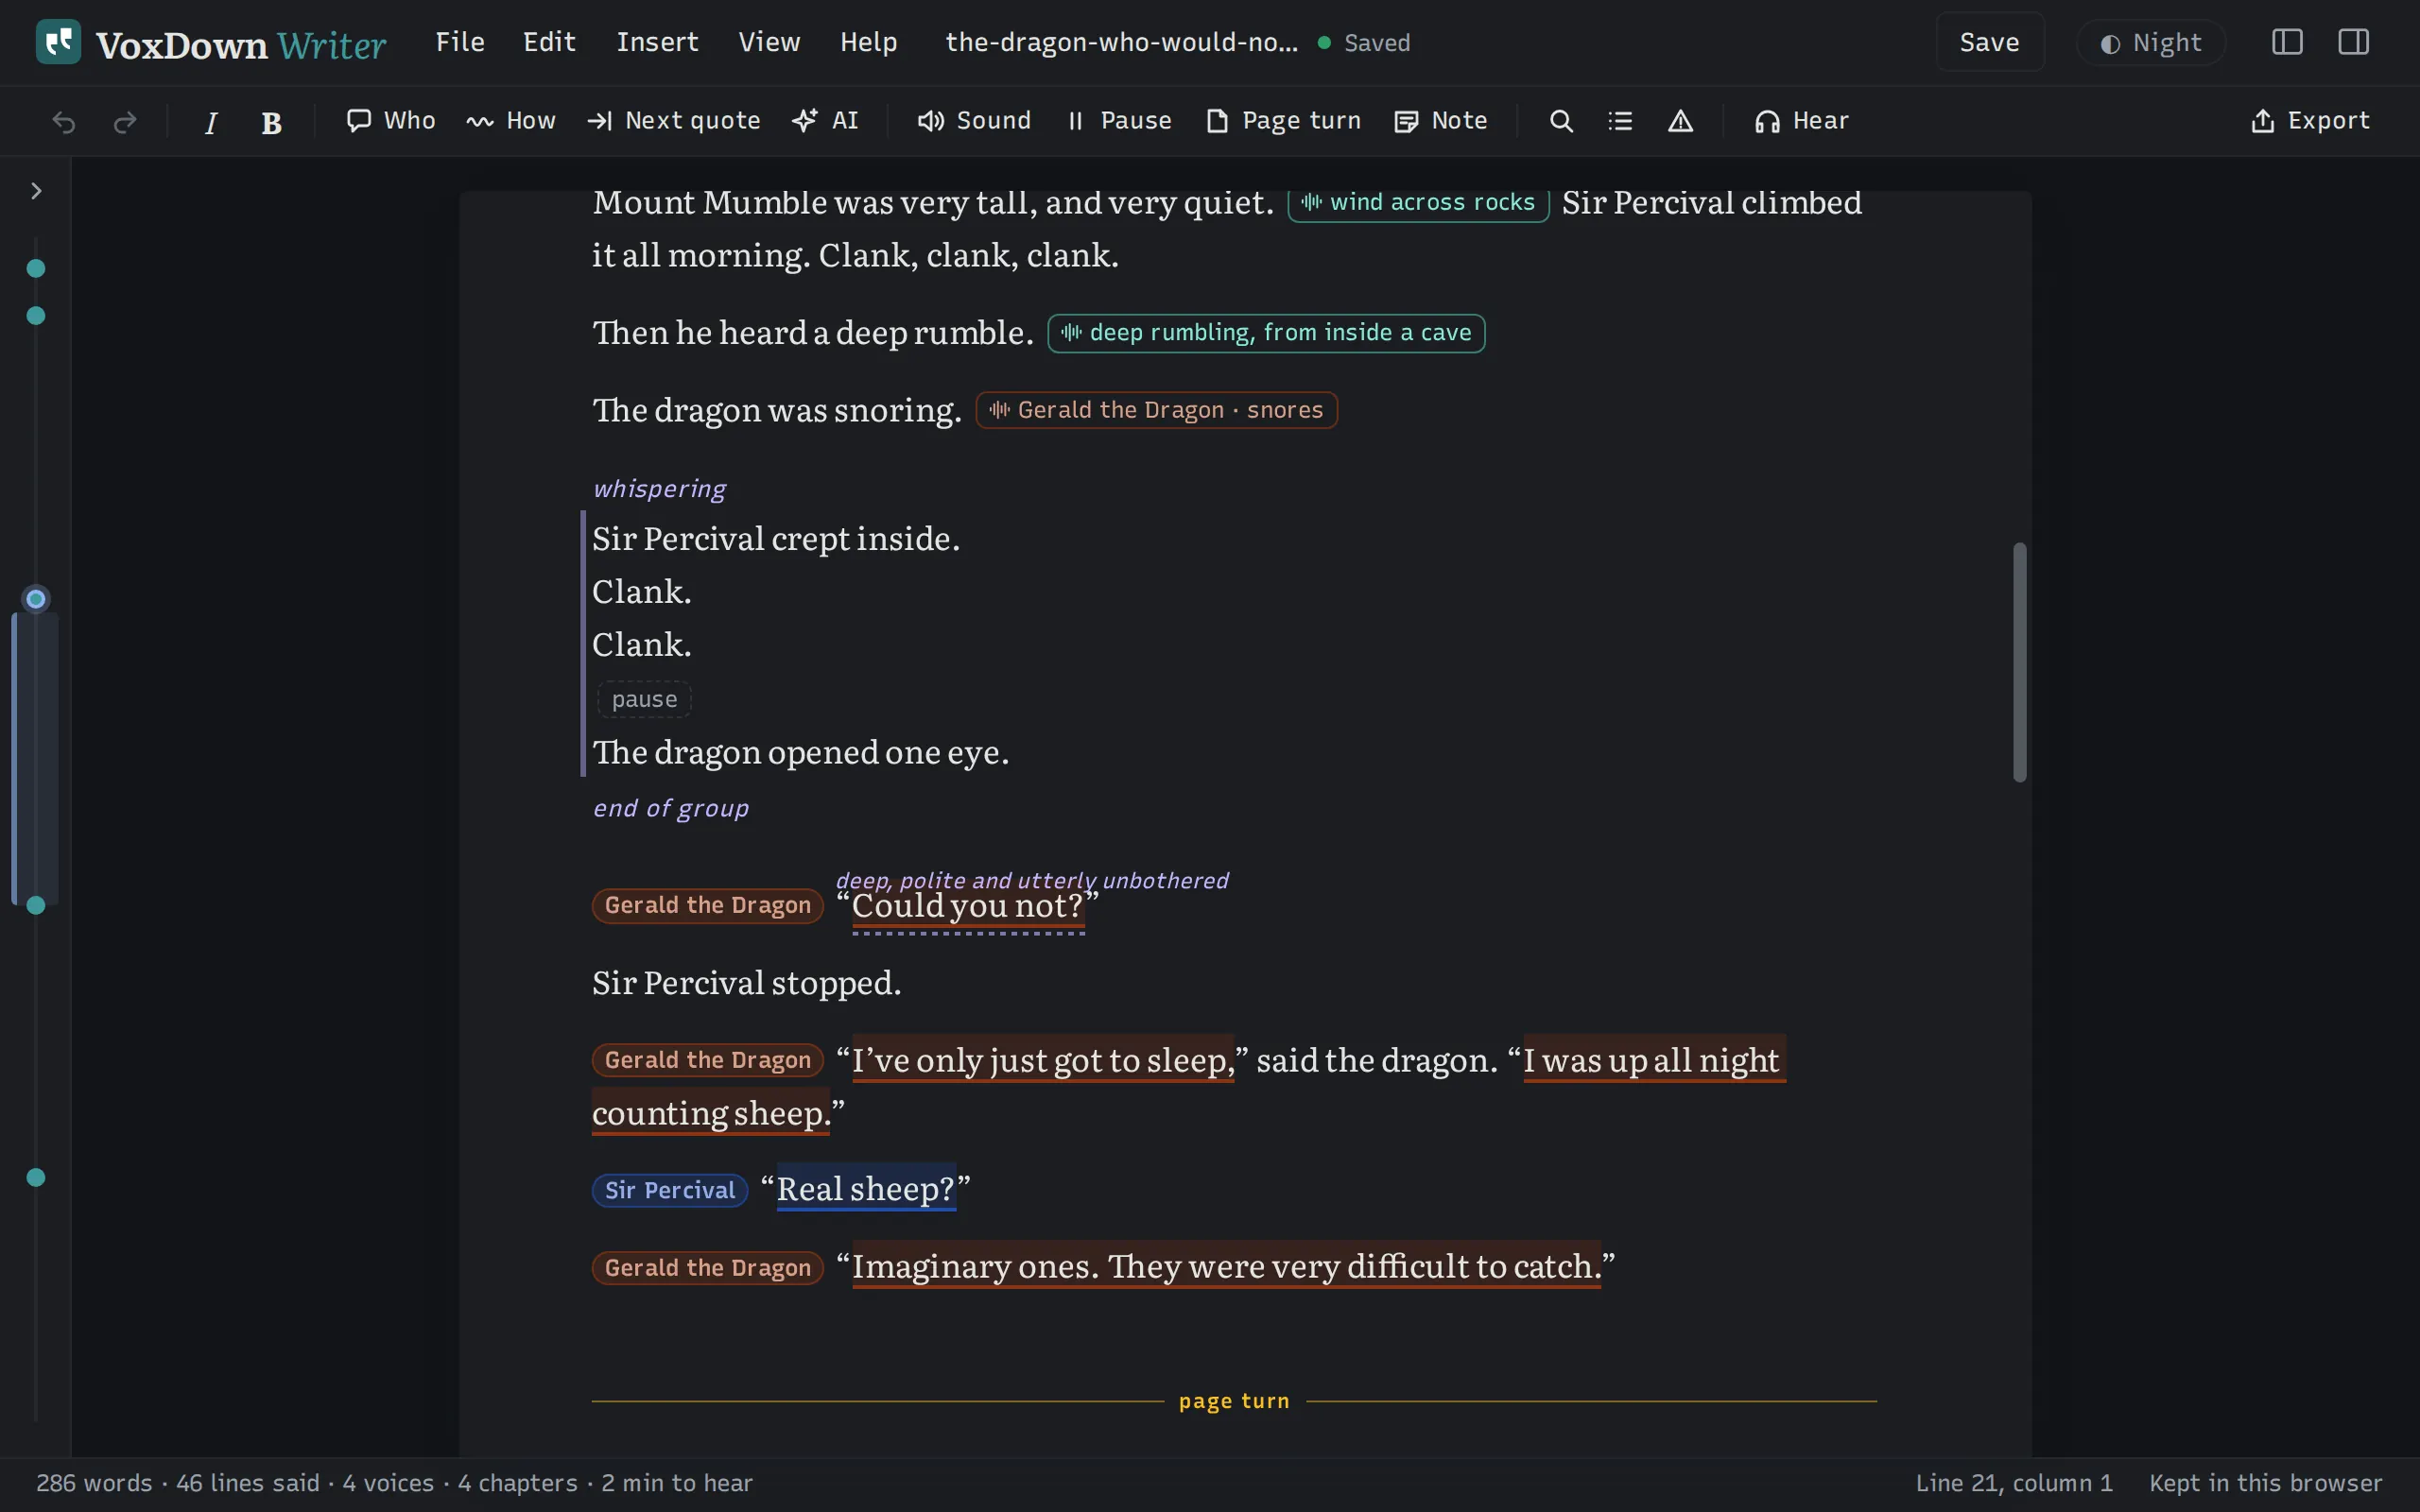 VoxDown Writer File Edit Insert View Help the-dragon-who-would-no... Saved Save Night
I B Who How Next quote AI Sound Pause Page turn Note Hear Export
Mount Mumble was very tall, and very quiet. wind across rocks Sir Percival climbed
it all morning. Clank, clank, clank.
Then he heard a deep rumble. deep rumbling, from inside a cave
The dragon was snoring. Gerald the Dragon · snores
whispering
Sir Percival crept inside.
Clank.
Clank.
pause
The dragon opened one eye.
end of group
deep, polite and utterly unbothered
Gerald the Dragon “Could you not?”
Sir Percival stopped.
Gerald the Dragon “I’ve only just got to sleep,” said the dragon. “I was up all night
counting sheep.”
Sir Percival “Real sheep?”
Gerald the Dragon “Imaginary ones. They were very difficult to catch.”
page turn
286 words · 46 lines said · 4 voices · 4 chapters · 2 min to hear Line 21, column 1 Kept in this browser